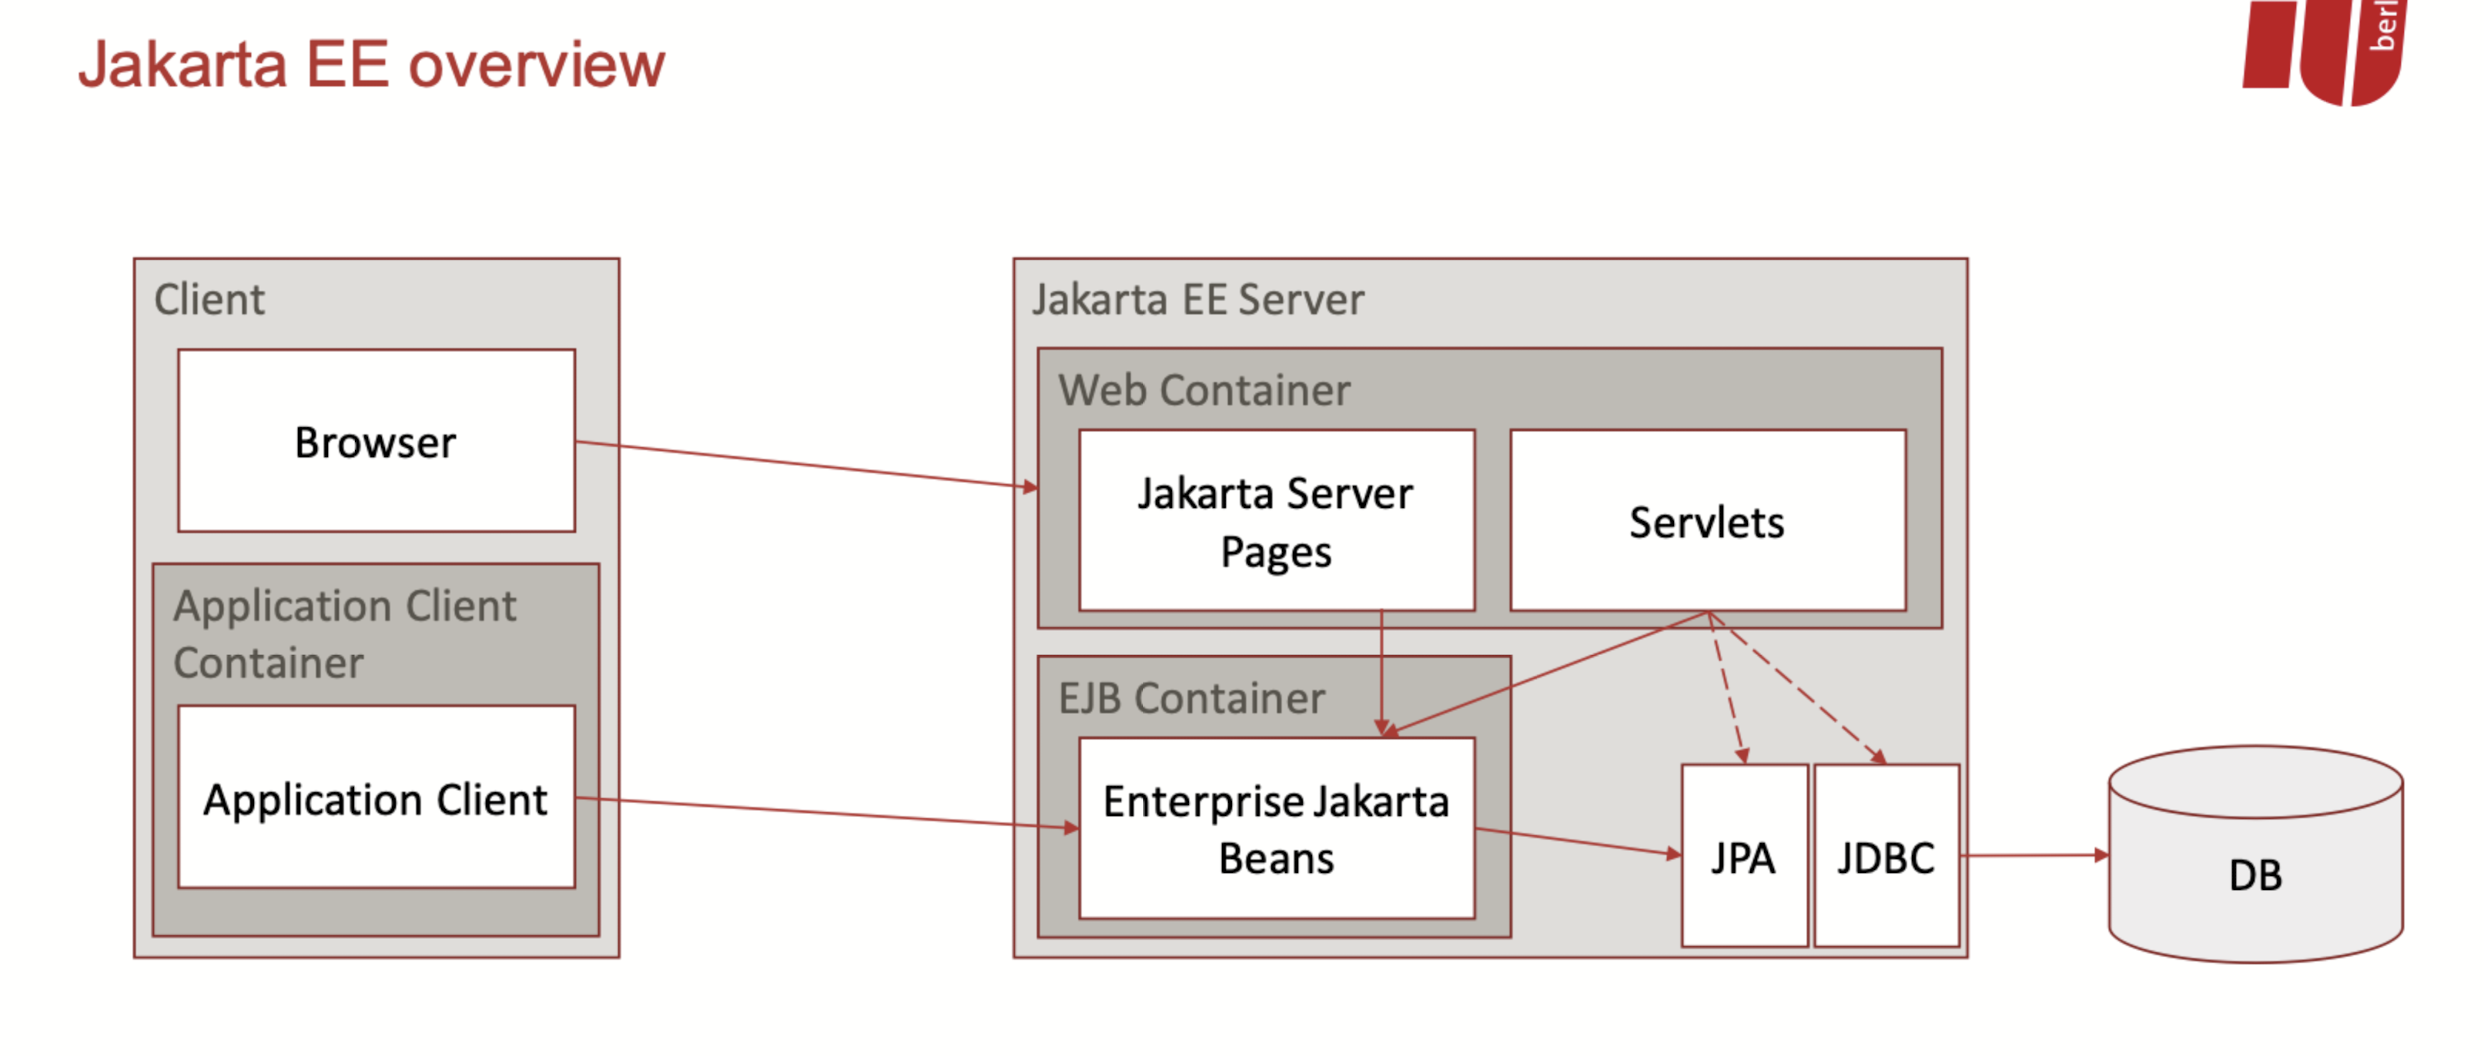 Jakarta EE overview
berl
Client
Browser
Application Client
Container
Application Client
Jakarta EE Server
Web Container
Jakarta Server
Pages
Servlets
EJB Container
Enterprise Jakarta
Beans
JPA
JDBC
DB